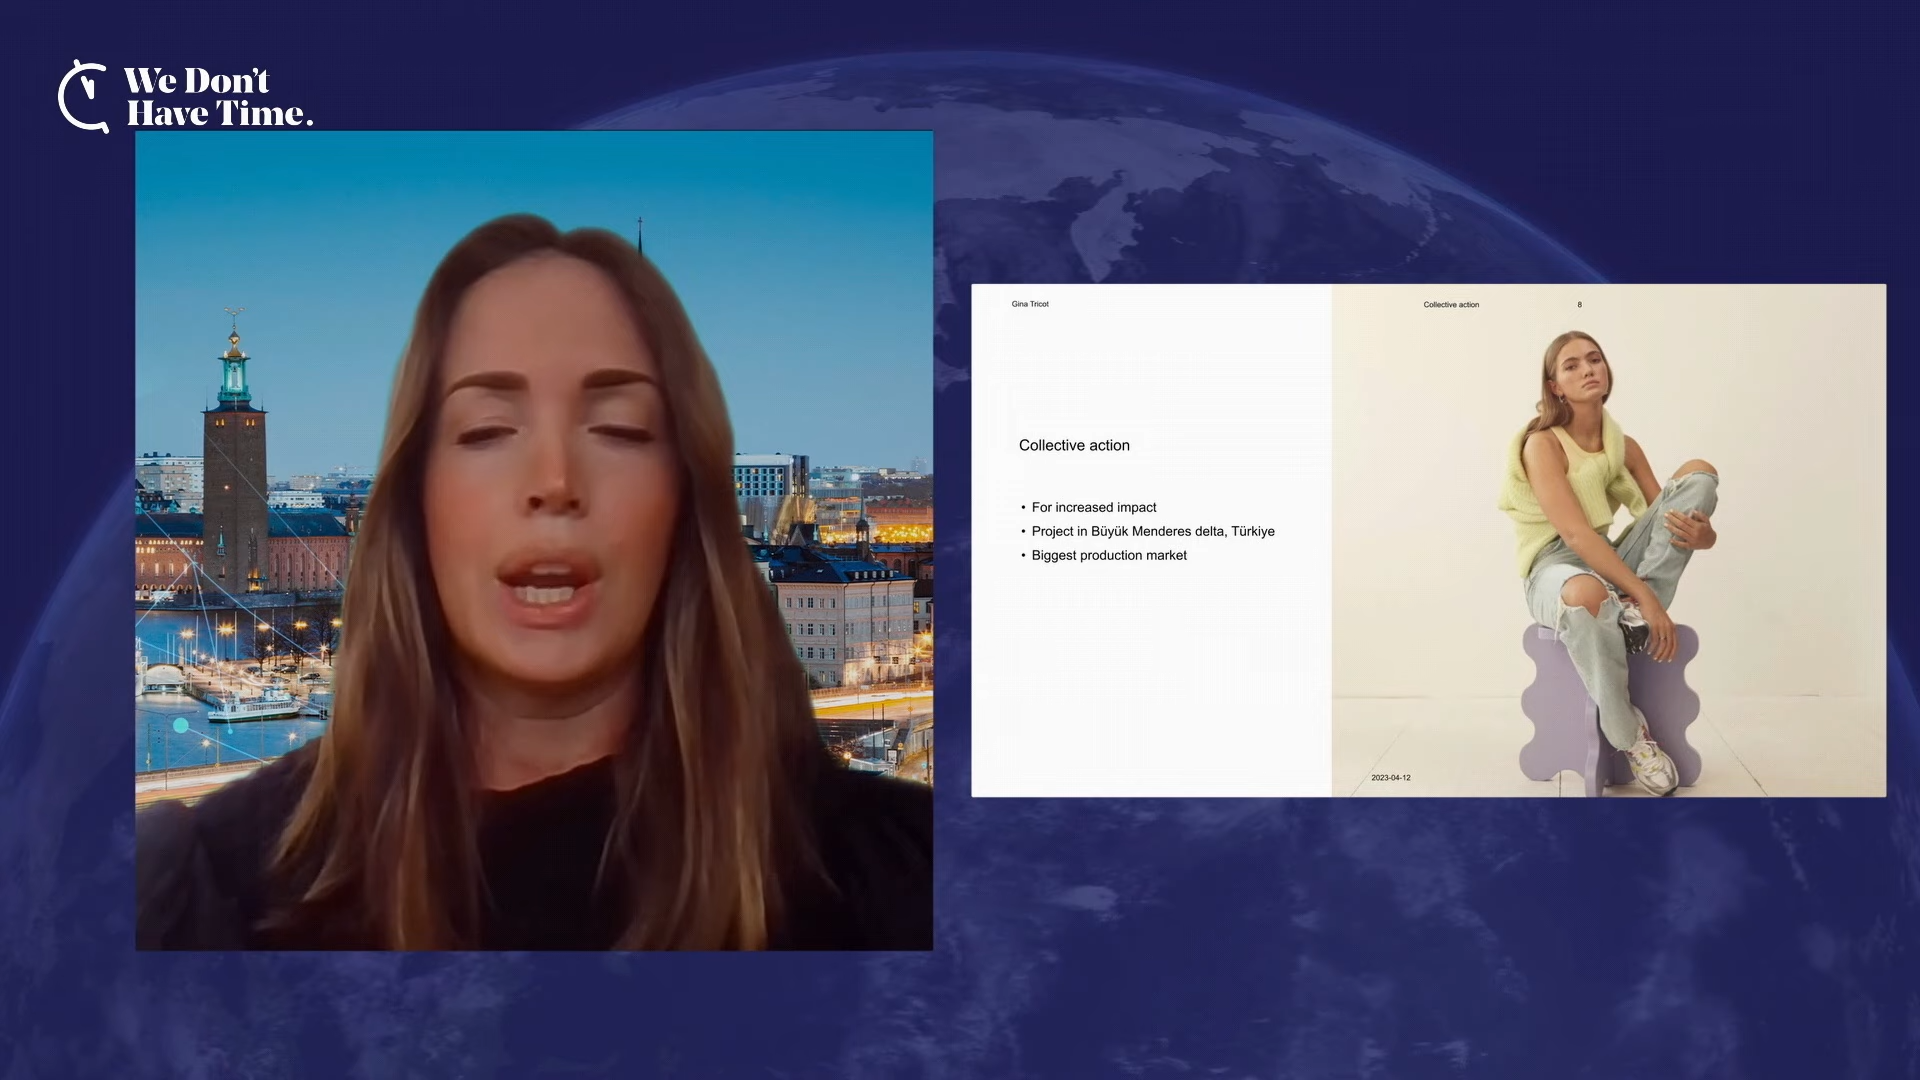 We Don't
Have Time.
Gina Tricot
Collective action
8
Collective action
• For increased impact
• Project in Büyük Menderes delta, Türkiye
• Biggest production market
2023-04-12